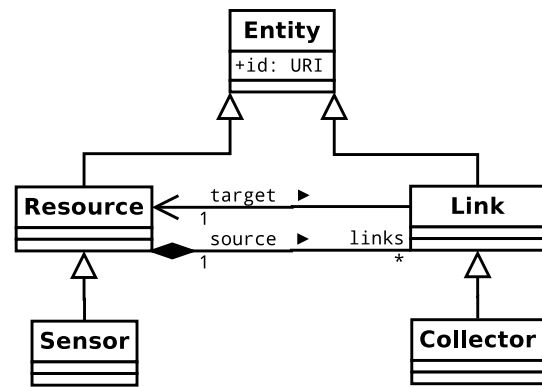 Entity
+id: URI
Resource
target ►
1
Link
source ►
1
links
*
Sensor
Collector